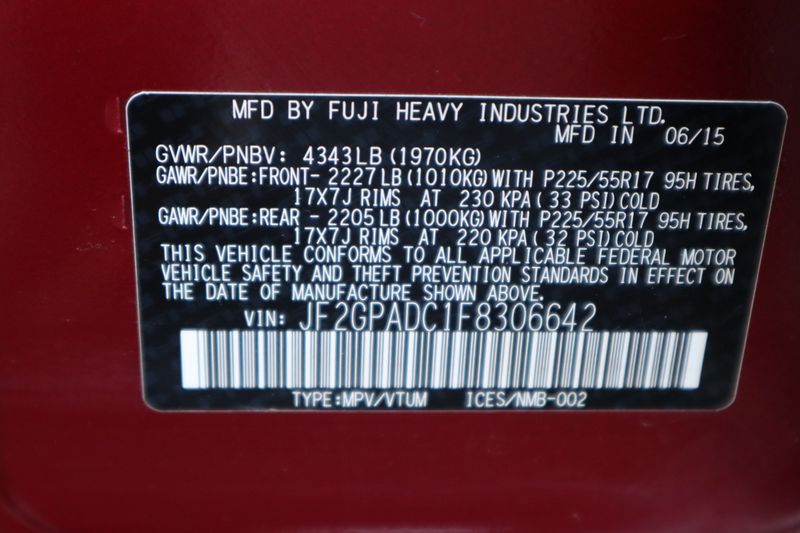 MFD BY FUJI HEAVY INDUSTRIES LTD.
MFD IN 06/15
GVWR/PNBV: 4343LB (1970KG)
GAWR/PNBE:FRONT- 2227LB (1010KG) WITH P225/55R17 95H TIRES,
17X7J RIMS AT 230 KPA ( 33 PSI) COLD
GAWR/PNBE:REAR - 2205LB (1000KG) WITH P225/55R17 95H TIRES,
17X7J RIMS AT 220 KPA ( 32 PSI) COLD
THIS VEHICLE CONFORMS TO ALL APPLICABLE FEDERAL MOTOR
VEHICLE SAFETY AND THEFT PREVENTION STANDARDS IN EFFECT ON
THE DATE OF MANUFACTURE SHOWN ABOVE.
VIN: JF2GPADC1F8306642
TYPE:MPV/VTUM ICES/NMB-002